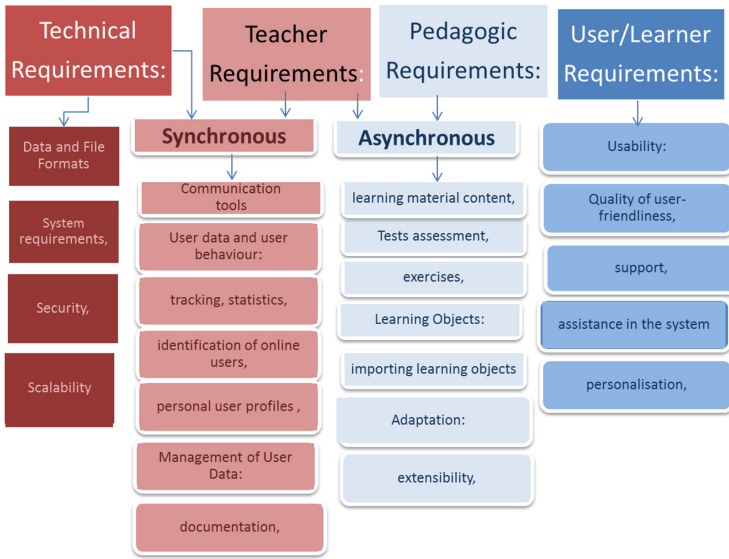 Technical
Requirements:
Teacher
Requirements:
Pedagogic
Requirements:
User/Learner
Requirements:
Data and File
Formats
System
requirements,
Security,
Scalability
Synchronous
Communication
tools
User data and user
behaviour:
tracking, statistics,
identification of online
users,
personal user profiles ,
Management of User
Data:
documentation,
Asynchronous
learning material content,
Tests assessment,
exercises,
Learning Objects:
importing learning objects
Adaptation:
extensibility,
Usability:
Quality of user-
friendliness,
support,
assistance in the system
personalisation,